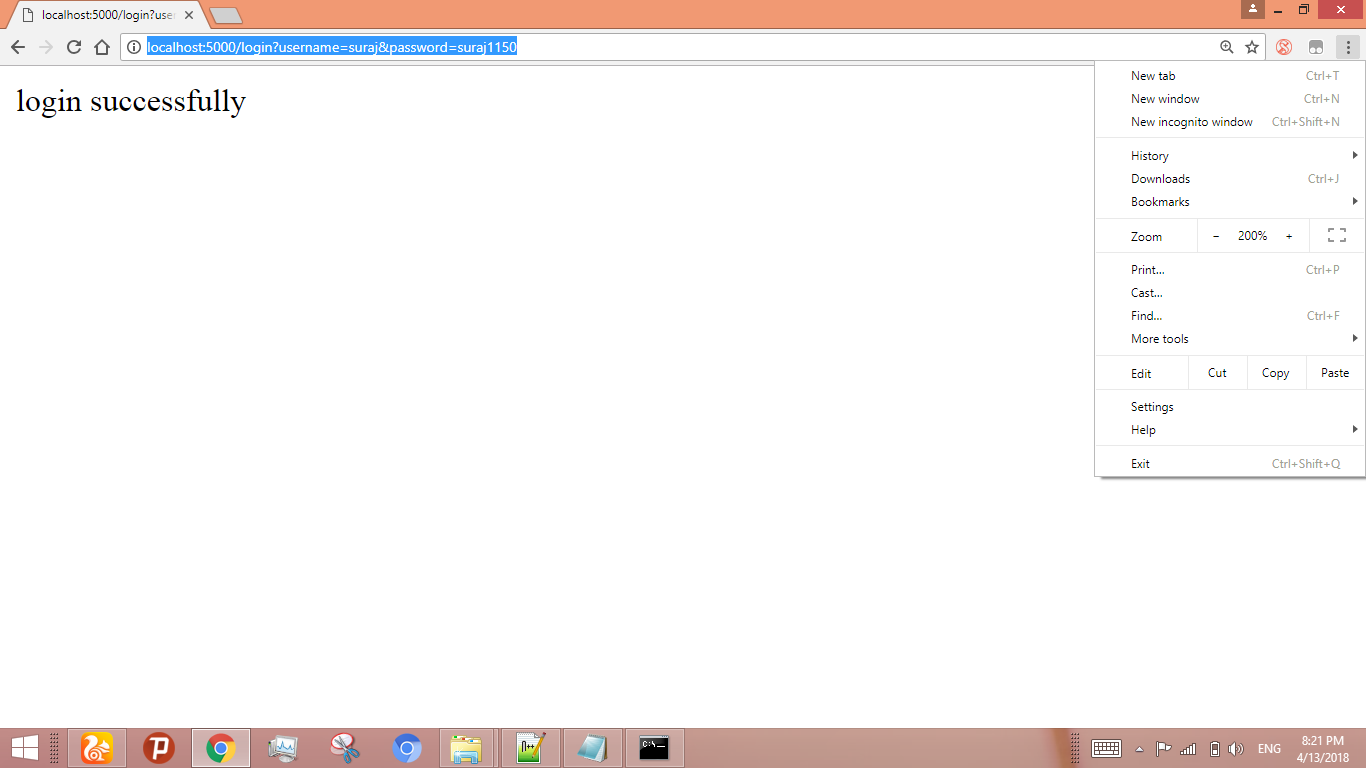 localhost:5000/login?user
localhost:5000/login?username=suraj&password=suraj1150
login successfully
New tab Ctrl+T
New window Ctrl+N
New incognito window Ctrl+Shift+N
History
Downloads Ctrl+J
Bookmarks
Zoom − 200% +
Print... Ctrl+P
Cast...
Find... Ctrl+F
More tools
Edit Cut Copy Paste
Settings
Help
Exit Ctrl+Shift+Q
ENG
8:21 PM
4/13/2018